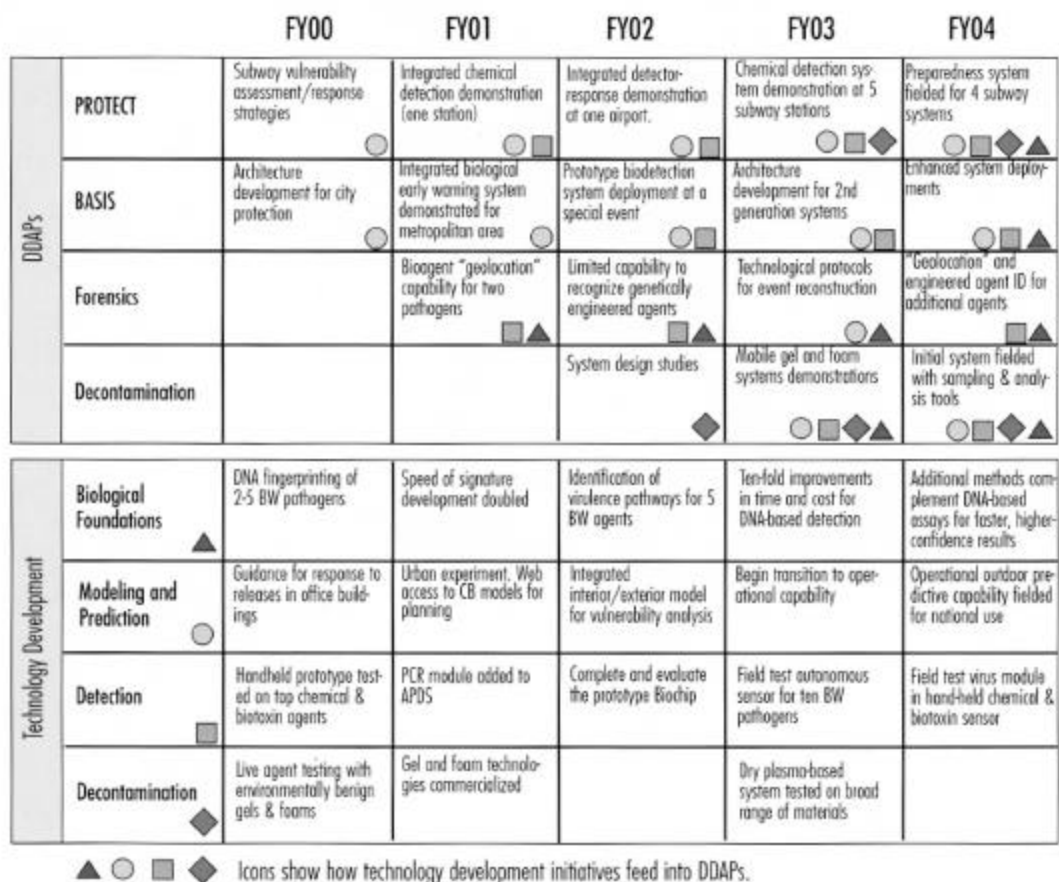 FY00 FY01 FY02 FY03 FY04
DDAPs
PROTECT
Subway vulnerability
assessment/response
strategies
Integrated chemical
detection demonstration
(one station)
Integrated detector-
response demonstration
at one airport.
Chemical detection sys-
tem demonstration at 5
subway stations
Preparedness system
fielded for 4 subway
systems
BASIS
Architecture
development for city
protection
Integrated biological
early warning system
demonstrated for
metropolitan area
Prototype biodetection
system deployment at a
special event
Architecture
development for 2nd
generation systems
Enhanced system deploy-
ments
Forensics
Bioagent "geolocation"
capability for two
pathogens
Limited capability to
recognize genetically
engineered agents
Technological protocols
for event reconstruction
"Geolocation" and
engineered agent ID for
additional agents
Decontamination
System design studies
Mobile gel and foam
systems demonstrations
Initial system fielded
with sampling & analy-
sis tools
Technology Development
Biological
Foundations
DNA fingerprinting of
2-5 BW pathogens
Speed of signature
development doubled
Identification of
virulence pathways for 5
BW agents
Ten-fold improvements
in time and cost for
DNA-based detection
Additional methods com
plement DNA-based
assays for faster, higher-
confidence results
Modeling and
Prediction
Guidance for response to
releases in office build-
ings
Urban experiment. Web
access to CB models for
planning
Integrated
interior/exterior model
for vulnerability analysis
Begin transition to oper-
ational capability
Operational outdoor pre-
dictive capability fielded
for national use
Detection
Handheld prototype test-
ed on top chemical &
biotoxin agents
PCR module added to
APDS
Complete and evaluate
the prototype Biochip
Field test autonomous
sensor for ten BW
pathogens
Field test virus module
in hand-held chemical &
biotoxin sensor
Decontamination
Live agent testing with
environmentally benign
gels & foams
Gel and foam technolo-
gies commercialized
Dry plasma-based
system tested on broad
range of materials
Icons show how technology development initiatives feed into DDAPs.